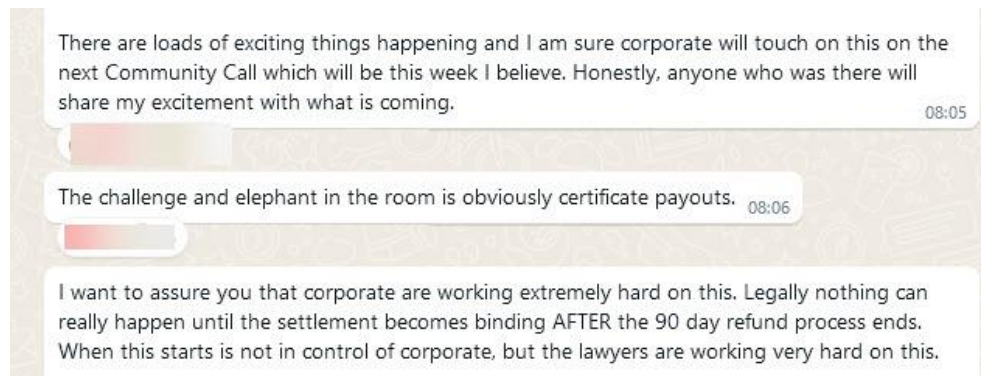 There are loads of exciting things happening and I am sure corporate will touch on this on the
next Community Call which will be this week I believe. Honestly, anyone who was there will
share my excitement with what is coming.
08:05
The challenge and elephant in the room is obviously certificate payouts.
08:06
I want to assure you that corporate are working extremely hard on this. Legally nothing can
really happen until the settlement becomes binding AFTER the 90 day refund process ends.
When this starts is not in control of corporate, but the lawyers are working very hard on this.